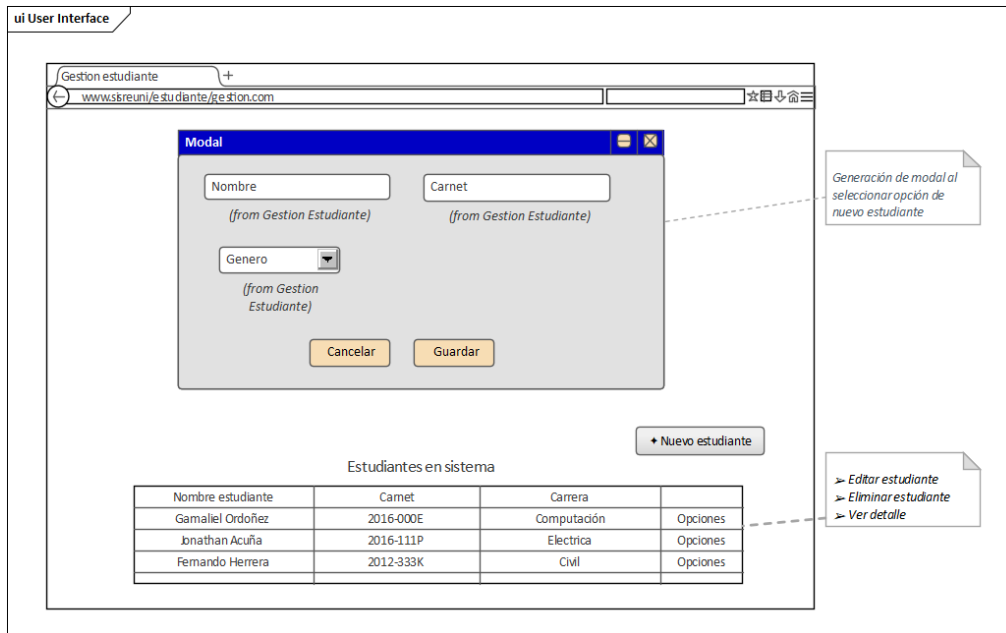 ui User Interface
Gestion estudiante
www.sisreuni/estudiante/gestion.com
Modal
Nombre
Carnet
(from Gestion Estudiante)
(from Gestion Estudiante)
Genero
(from Gestion
Estudiante)
Cancelar
Guardar
Generación de modal al
seleccionar opción de
nuevo estudiante
Nuevo estudiante
Estudiantes en sistema
Nombre estudiante Carnet Carrera
Gamaliel Ordoñez 2016-000E Computación Opciones
Jonathan Acuña 2016-111P Electrica Opciones
Fernando Herrera 2012-333K Civil Opciones
➢ Editar estudiante
➢ Eliminar estudiante
➢ Ver detalle